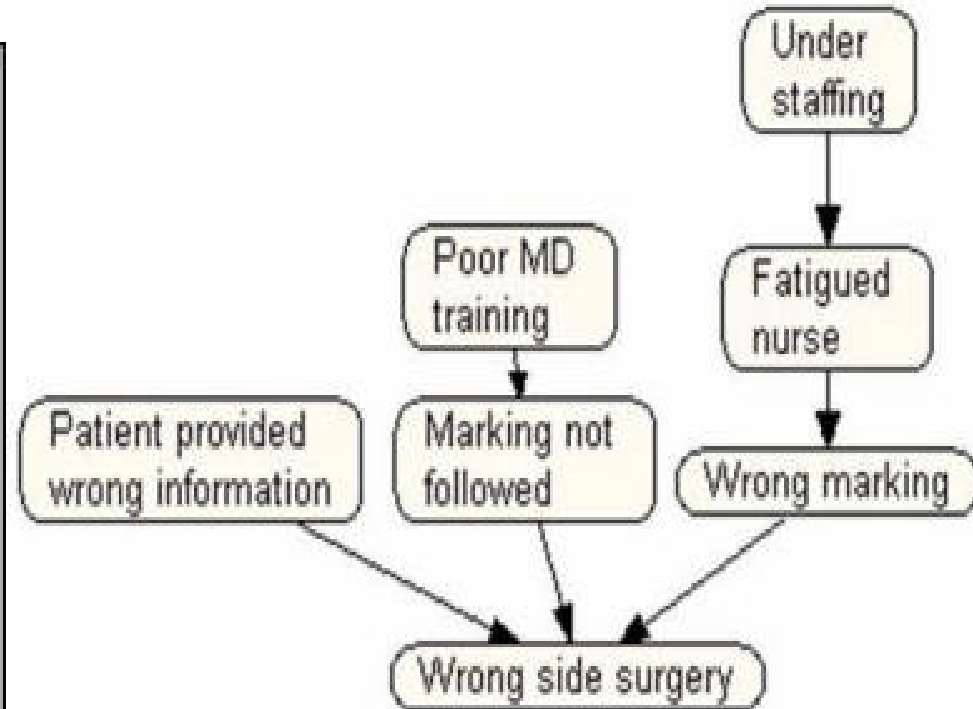 Under
staffing
Poor MD
training
Fatigued
nurse
Patient provided
wrong information
Marking not
followed
Wrong marking
Wrong side surgery